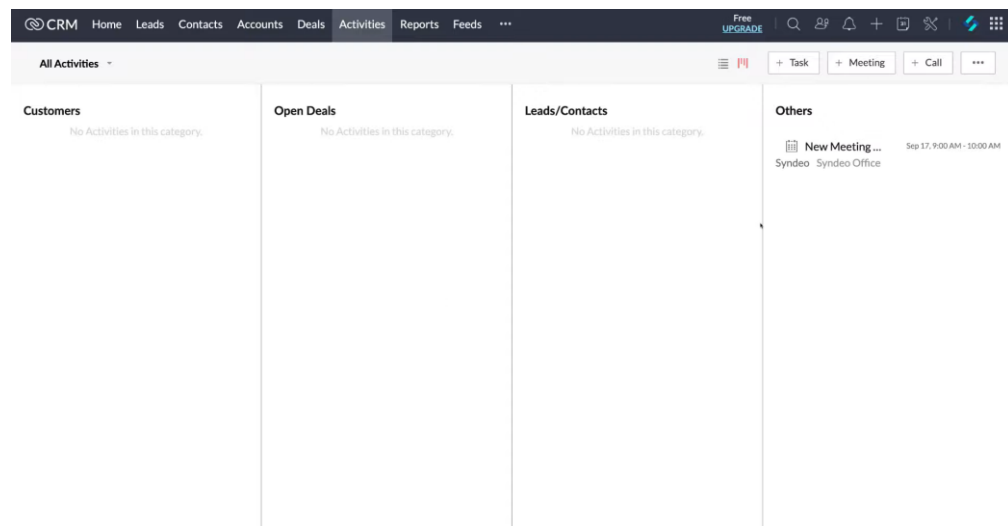 CRM Home Leads Contacts Accounts Deals Activities Reports Feeds ••• Free
UPGRADE
31
All Activities
+ Task + Meeting + Call •••
Customers
No Activities in this category.
Open Deals
No Activities in this category.
Leads/Contacts
No Activities in this category.
Others
New Meeting ... Sep 17, 9:00 AM - 10:00 AM
Syndeo Syndeo Office